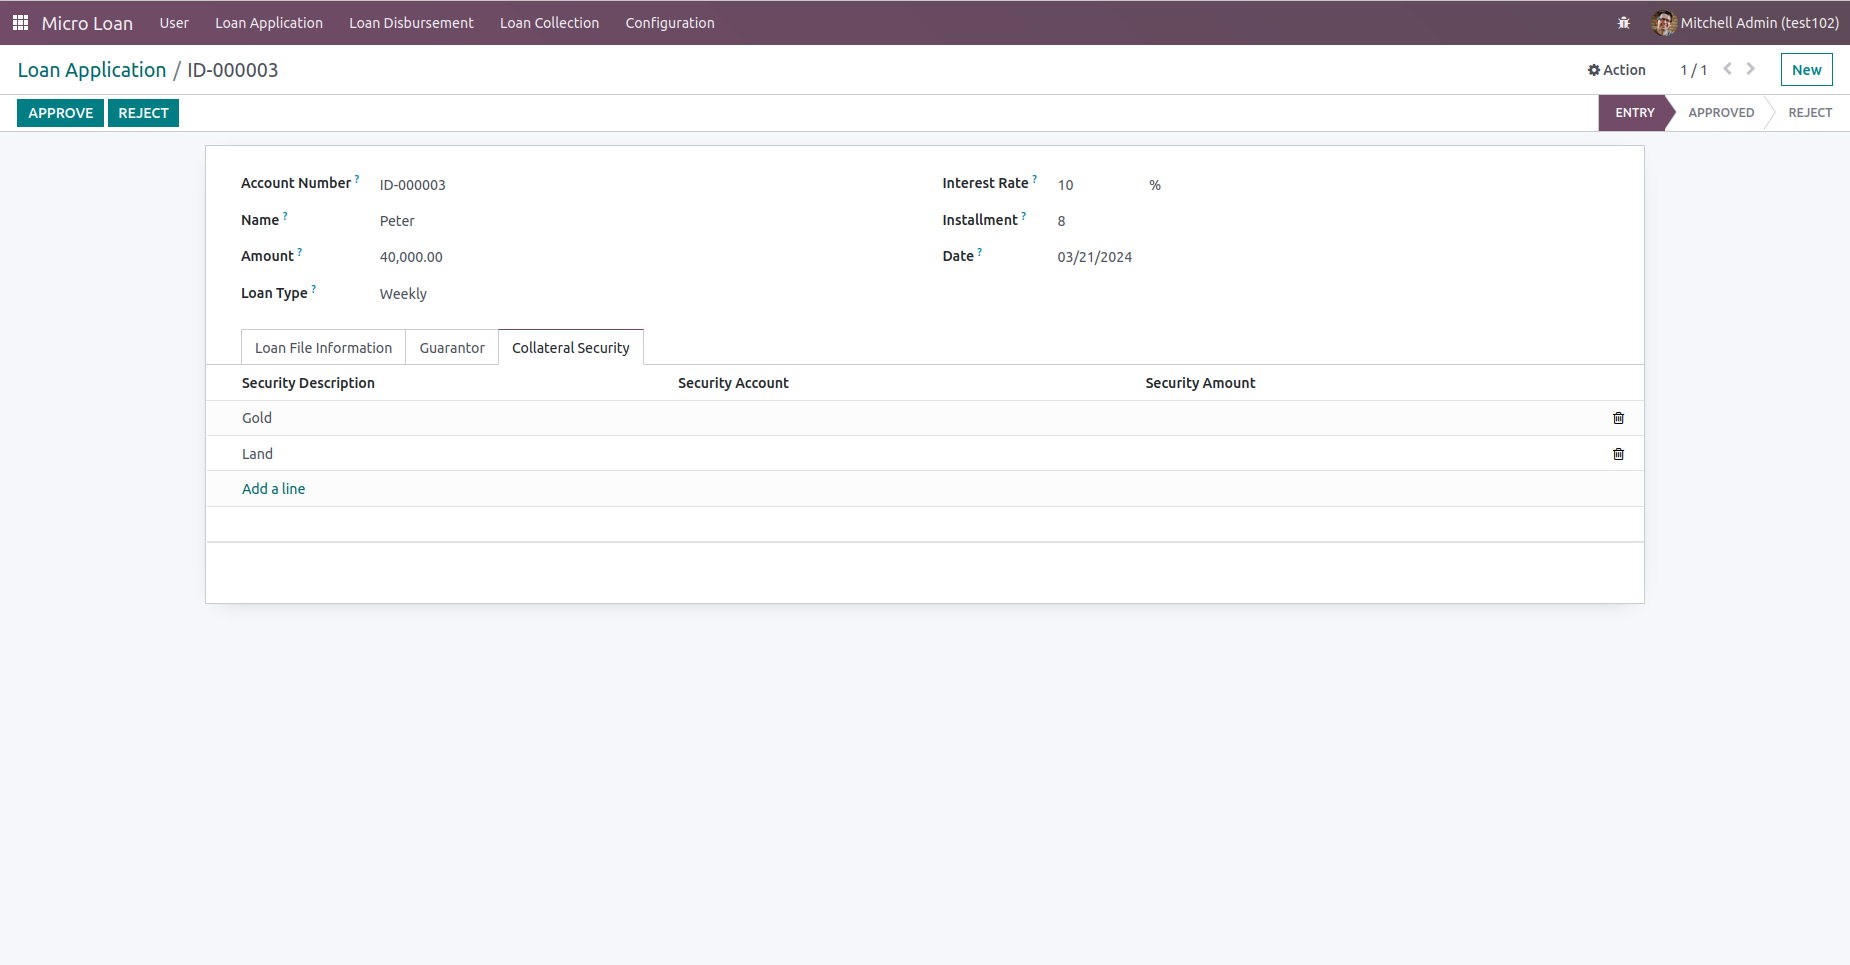 Micro Loan User Loan Application Loan Disbursement Loan Collection Configuration Mitchell Admin (test102)
Loan Application / ID-000003 Action 1 / 1 New
APPROVE REJECT ENTRY APPROVED REJECT
Account Number ? ID-000003 Interest Rate ? 10 %
Name ? Peter Installment ? 8
Amount ? 40,000.00 Date ? 03/21/2024
Loan Type ? Weekly
Loan File Information Guarantor Collateral Security
Security Description Security Account Security Amount
Gold
Land
Add a line